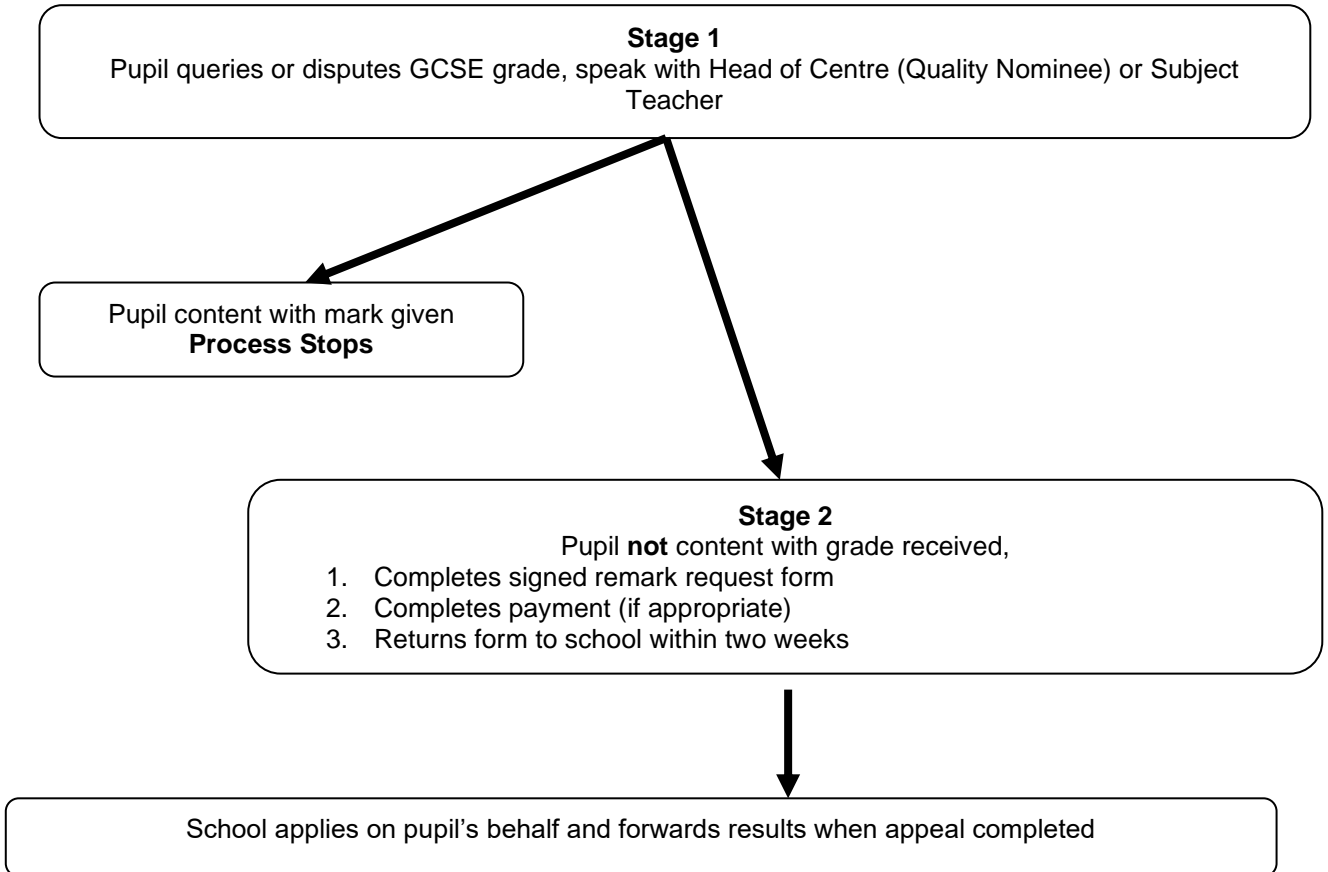 Stage 1
Pupil queries or disputes GCSE grade, speak with Head of Centre (Quality Nominee) or Subject
Teacher
Pupil content with mark given
Process Stops
Stage 2
Pupil not content with grade received,
1. Completes signed remark request form
2. Completes payment (if appropriate)
3. Returns form to school within two weeks
School applies on pupil’s behalf and forwards results when appeal completed